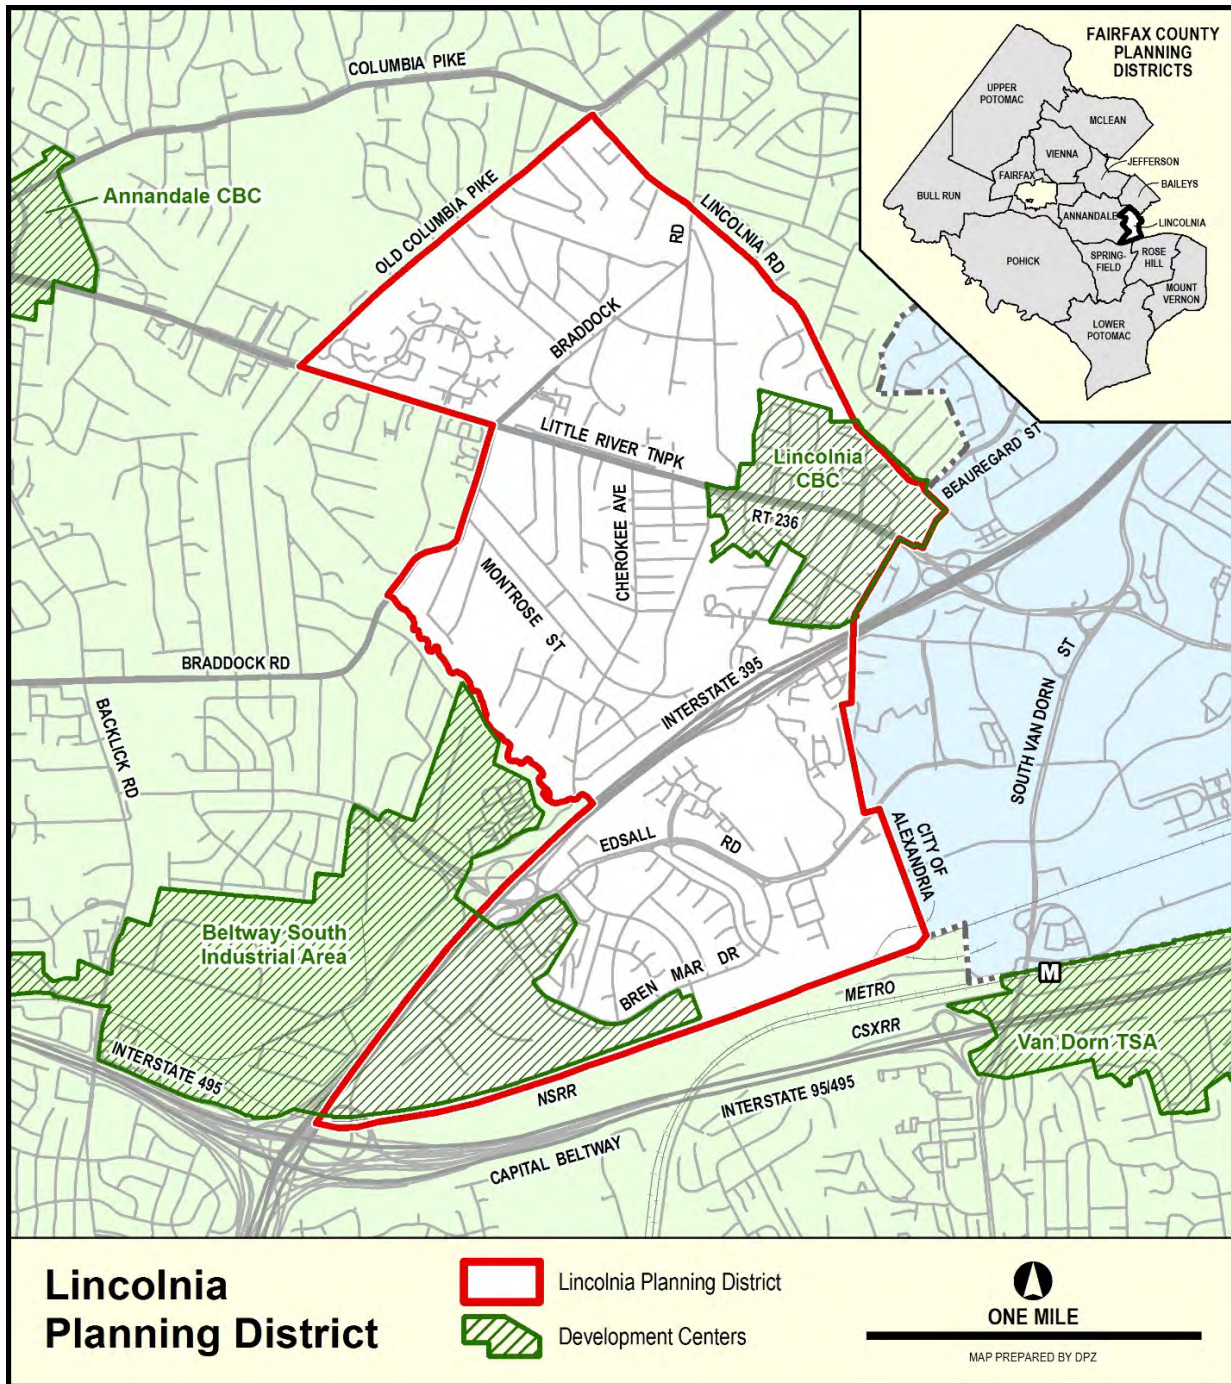 COLUMBIA PIKE
FAIRFAX COUNTY
PLANNING
DISTRICTS
UPPER
POTOMAC
MCLEAN
VIENNA
JEFFERSON
FAIRFAX
BAILEYS
BULL RUN
ANNANDALE
LINCOLNIA
POHICK
SPRING-
FIELD
ROSE
HILL
MOUNT
VERNON
LOWER
POTOMAC
Annandale CBC
OLD COLUMBIA PIKE
LINCOLNIA RD
BRADDOCK RD
LITTLE RIVER TNPK
Lincolnia
CBC
BEAUREGARD ST
RT 236
CHEROKEE AVE
MONTROSE ST
BRADDOCK RD
INTERSTATE 395
SOUTH VAN DORN ST
BACKLICK RD
EDSALL RD
CITY OF
ALEXANDRIA
Beltway South
Industrial Area
BREN MAR DR
METRO
M
CSXRR
Van Dorn TSA
INTERSTATE 495
NSRR
INTERSTATE 95/495
CAPITAL BELTWAY
Lincolnia
Planning District
Lincolnia Planning District
Development Centers
ONE MILE
MAP PREPARED BY DPZ